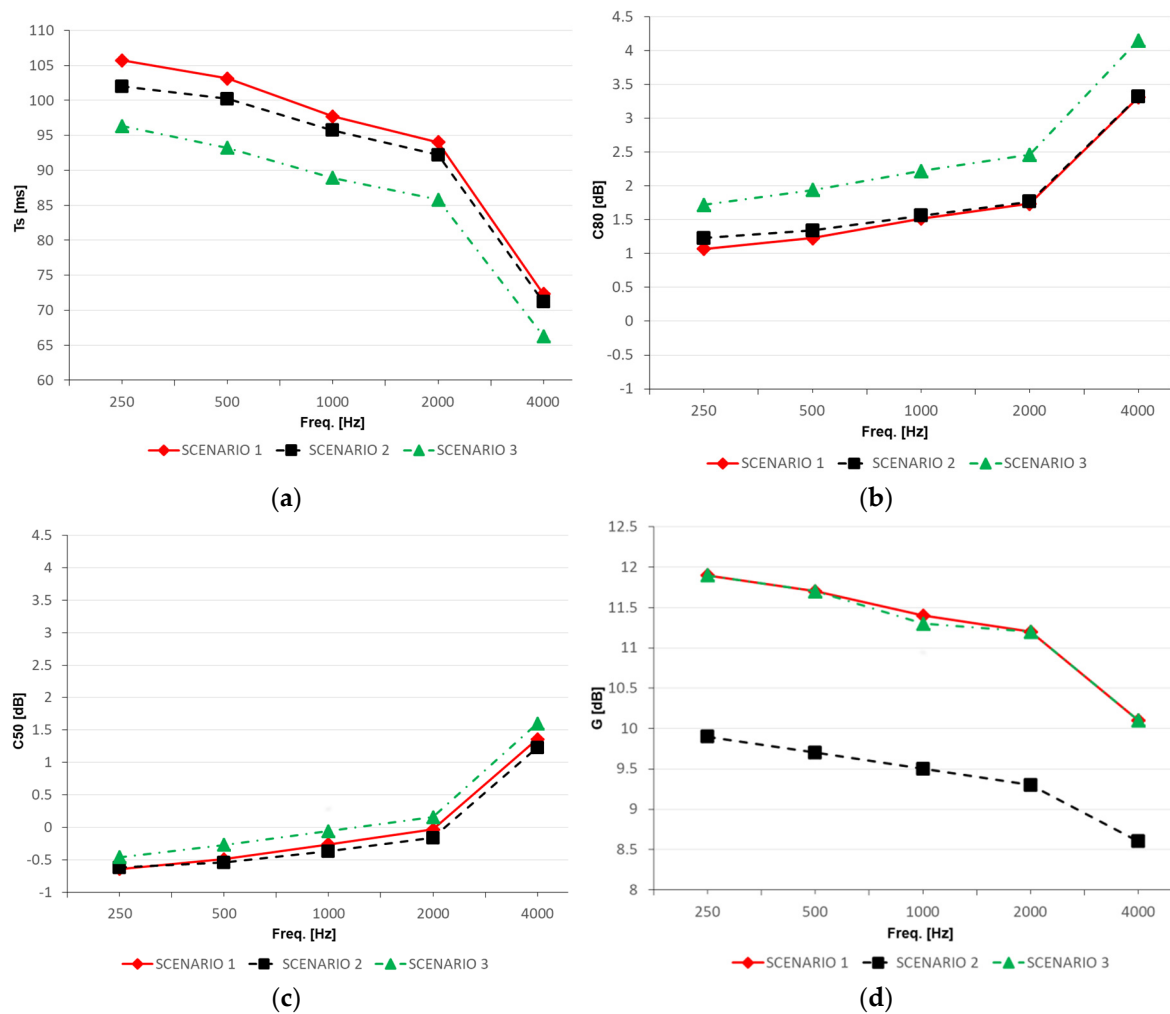 110
105
100
95
90
85
80
75
70
65
60
Ts [ms]
250 500 1000 2000 4000
Freq. [Hz]
SCENARIO 1 SCENARIO 2 SCENARIO 3
(a)
4.5
4
3.5
3
2.5
2
1.5
1
0.5
0
-0.5
-1
C80 [dB]
250 500 1000 2000 4000
Freq. [Hz]
SCENARIO 1 SCENARIO 2 SCENARIO 3
(b)
4.5
4
3.5
3
2.5
2
1.5
1
0.5
0
-0.5
-1
C50 [dB]
250 500 1000 2000 4000
Freq. [Hz]
SCENARIO 1 SCENARIO 2 SCENARIO 3
(c)
12.5
12
11.5
11
10.5
10
9.5
9
8.5
8
G [dB]
250 500 1000 2000 4000
Freq. [Hz]
SCENARIO 1 SCENARIO 2 SCENARIO 3
(d)